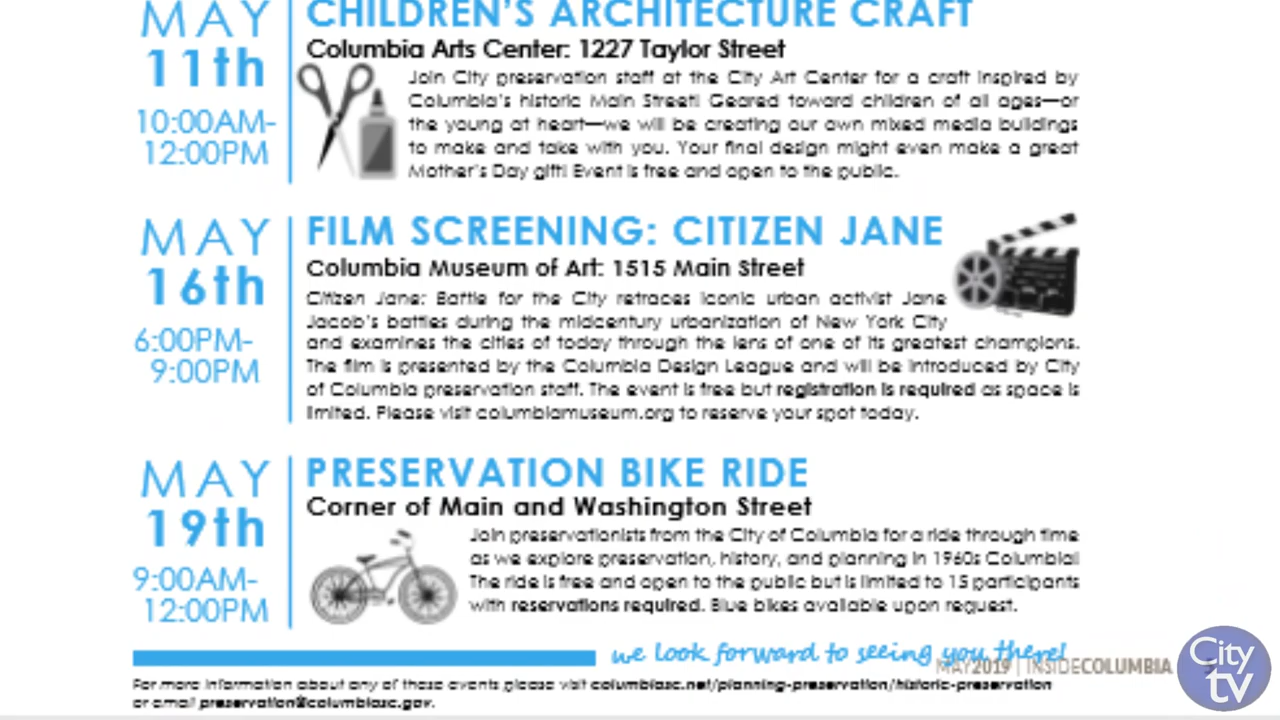 MAY
11th
10:00AM-
12:00PM
CHILDREN'S ARCHITECTURE CRAFT
Columbia Arts Center: 1227 Taylor Street
Join City preservation staff at the City Art Center for a craft inspired by
Columbia's historic Main Street! Geared toward children of all ages—or
the young at heart—we will be creating our own mixed media buildings
to make and take with you. Your final design might even make a great
Mother's Day gift! Event is free and open to the public.
MAY
16th
6:00PM-
9:00PM
FILM SCREENING: CITIZEN JANE
Columbia Museum of Art: 1515 Main Street
Citizen Jane: Battle for the City retraces iconic urban activist Jane
Jacob's battles during the midcentury urbanization of New York City
and examines the cities of today through the lens of one of its greatest champions.
The film is presented by the Columbia Design League and will be introduced by City
of Columbia preservation staff. The event is free but registration is required as space is
limited. Please visit columbiamuseum.org to reserve your spot today.
MAY
19th
9:00AM-
12:00PM
PRESERVATION BIKE RIDE
Corner of Main and Washington Street
Join preservationists from the City of Columbia for a ride through time
as we explore preservation, history, and planning in 1960s Columbia!
The ride is free and open to the public but is limited to 15 participants
with reservations required. Blue bikes available upon request.
we look forward to seeing you there!
MAY2019 | INSIDECOLUMBIA
For more information about any of these events please visit columbiasc.net/planning-preservation/historic-preservation
or email preservation@columbiasc.gov.
City
tv